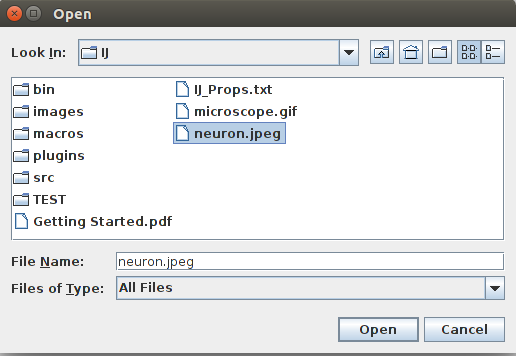 Open
Look In: IJ
bin
images
macros
plugins
src
TEST
Getting Started.pdf
IJ_Props.txt
microscope.gif
neuron.jpeg
File Name: neuron.jpeg
Files of Type: All Files
Open Cancel